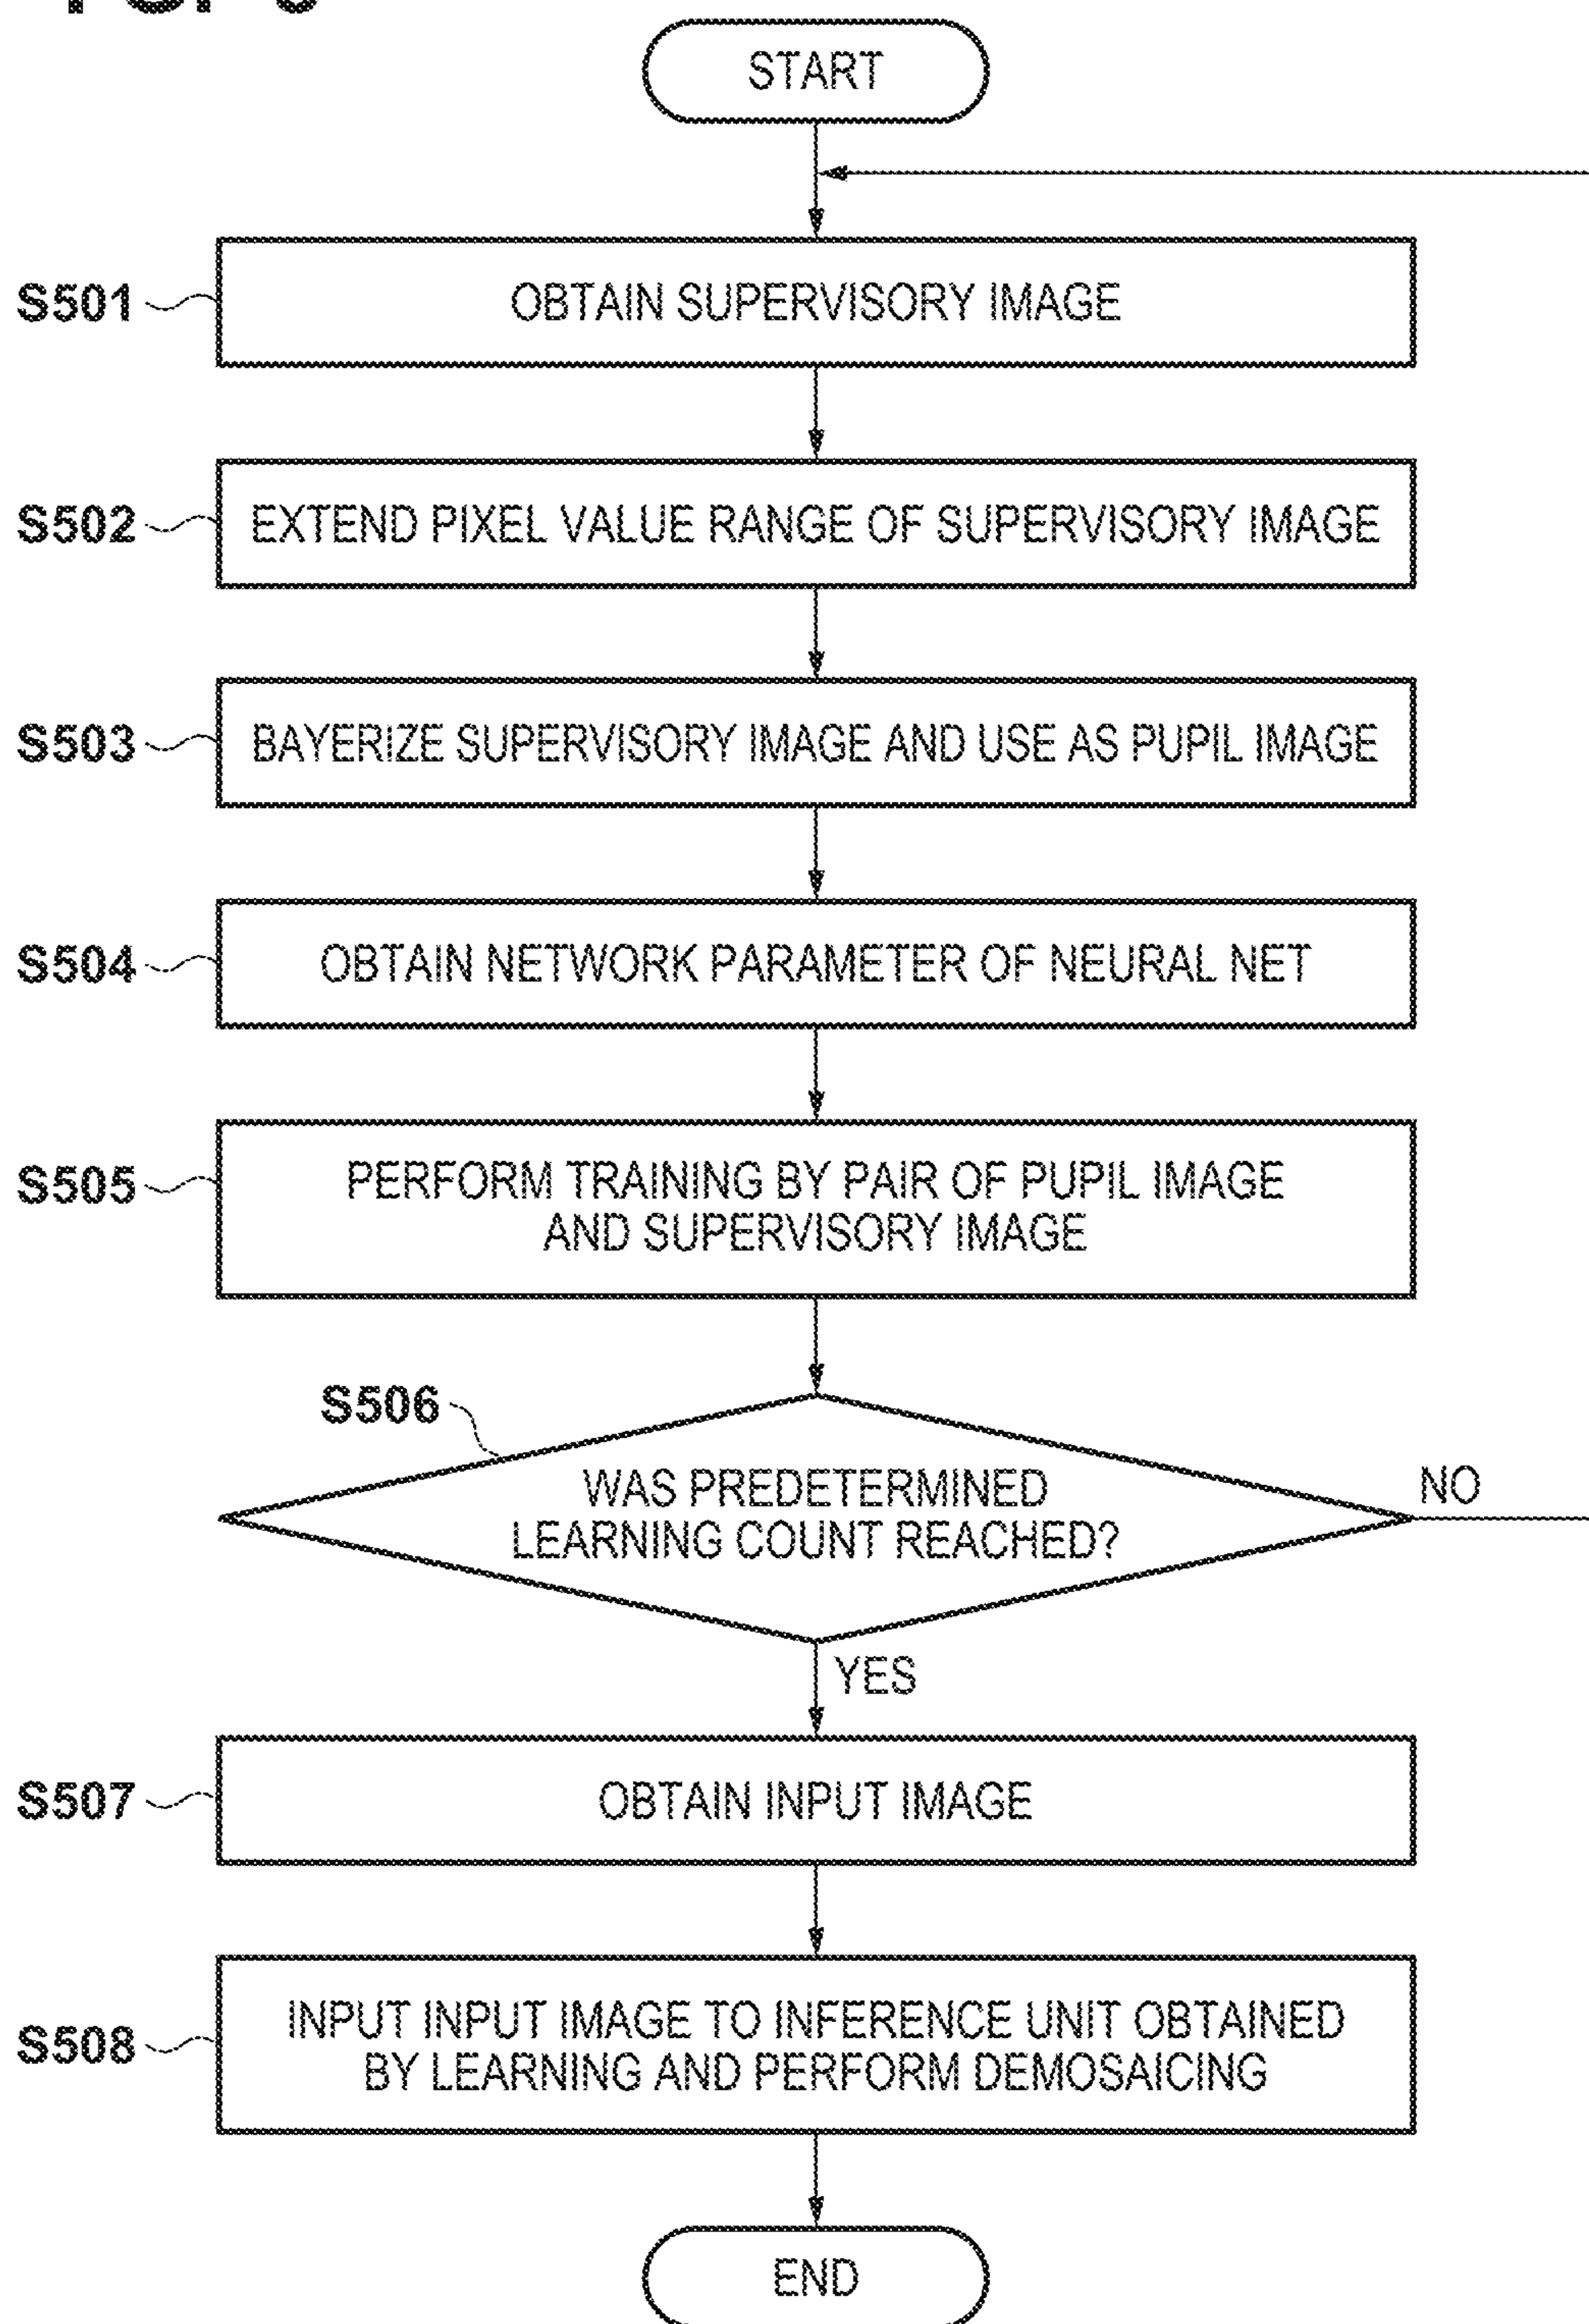 START
S501
OBTAIN SUPERVISORY IMAGE
S502
EXTEND PIXEL VALUE RANGE OF SUPERVISORY IMAGE
S503
BAYERIZE SUPERVISORY IMAGE AND USE AS PUPIL IMAGE
S504
OBTAIN NETWORK PARAMETER OF NEURAL NET
S505
PERFORM TRAINING BY PAIR OF PUPIL IMAGE
AND SUPERVISORY IMAGE
S506
WAS PREDETERMINED
LEARNING COUNT REACHED?
NO
YES
S507
OBTAIN INPUT IMAGE
S508
INPUT INPUT IMAGE TO INFERENCE UNIT OBTAINED
BY LEARNING AND PERFORM DEMOSAICING
END